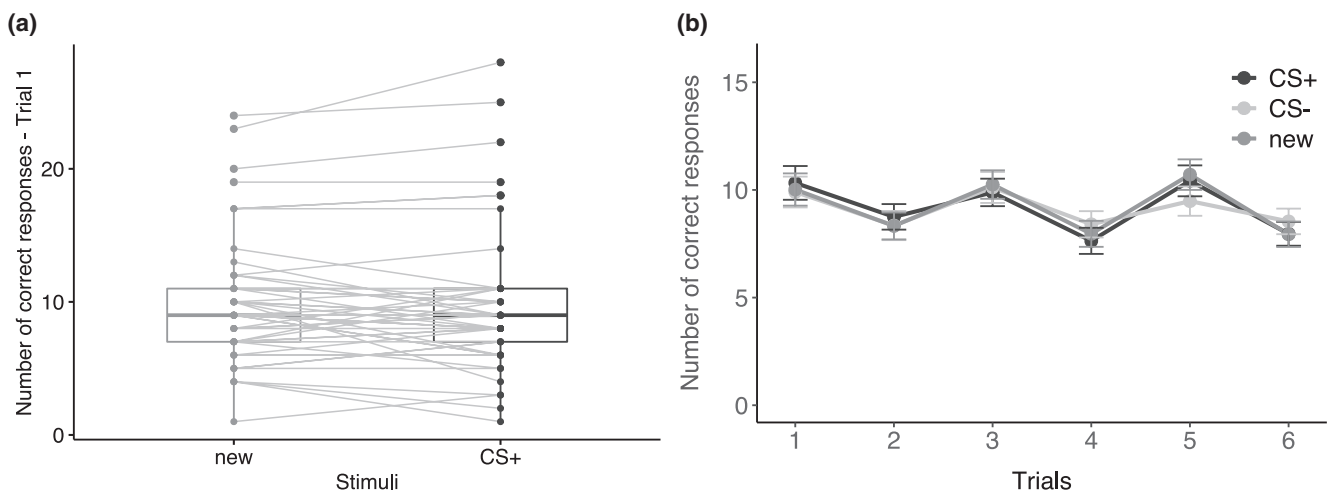 (a)
Number of correct responses - Trial 1
20
10
0
new
CS+
Stimuli
(b)
Number of correct responses
15
10
5
0
CS+
CS-
new
1 2 3 4 5 6
Trials